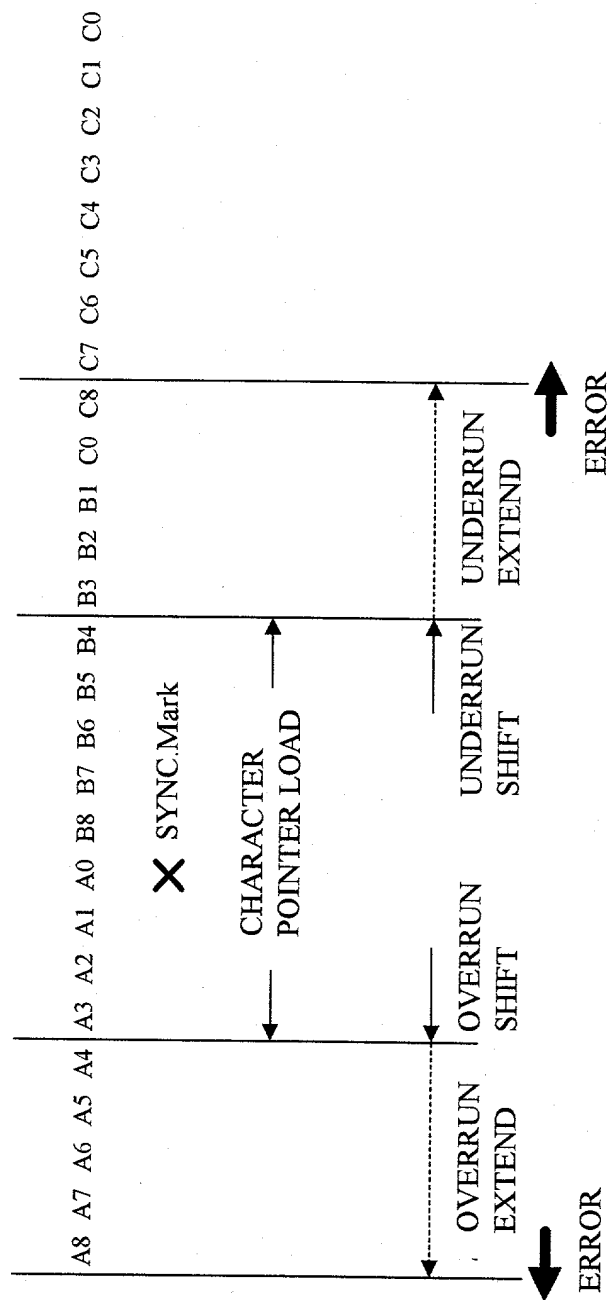 A8 A7 A6 A5 A4 A3 A2 A1 A0 B8 B7 B6 B5 B4 B3 B2 B1 C0 C8 C7 C6 C5 C4 C3 C2 C1 C0
SYNC.Mark
CHARACTER
POINTER LOAD
OVERRUN
EXTEND
OVERRUN
SHIFT
UNDERRUN
SHIFT
UNDERRUN
EXTEND
ERROR
ERROR